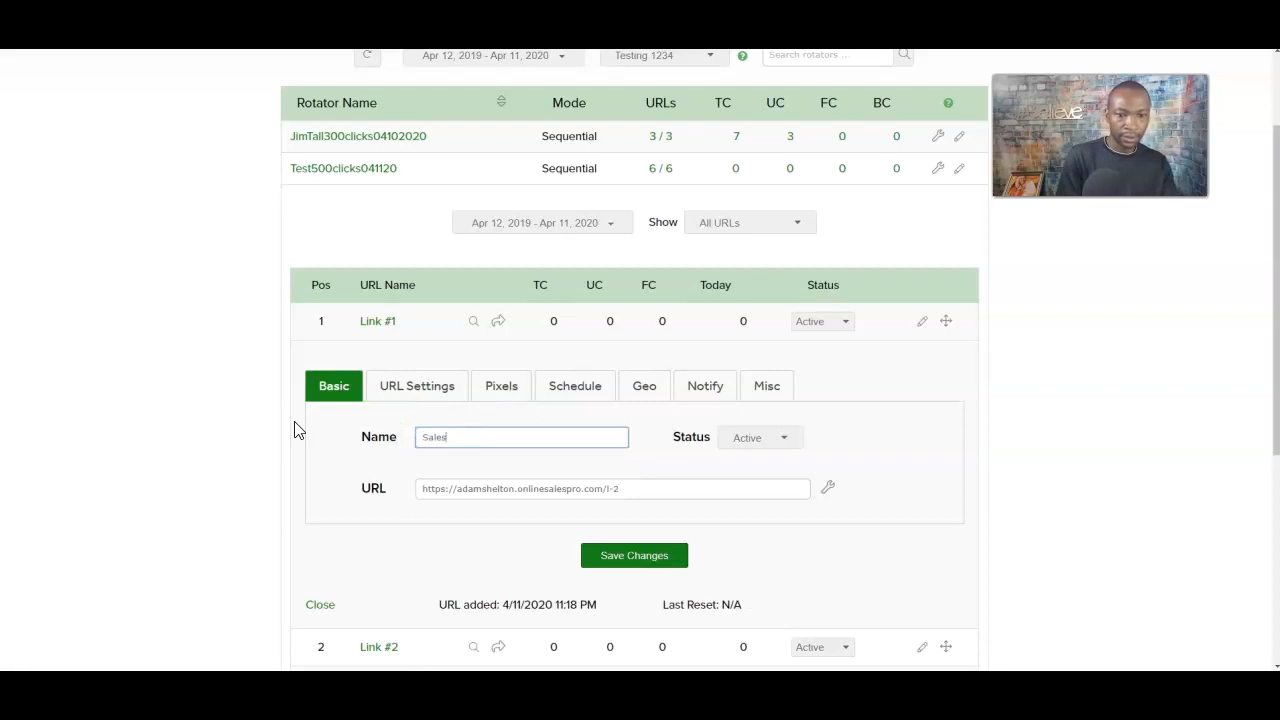 Apr 12, 2019 - Apr 11, 2020 Testing 1234 Search rotators ...
Rotator Name Mode URLs TC UC FC BC
JimTall300clicks04102020 Sequential 3 / 3 7 3 0 0
Test500clicks041120 Sequential 6 / 6 0 0 0 0
Apr 12, 2019 - Apr 11, 2020 Show All URLs
Pos URL Name TC UC FC Today Status
1 Link #1 0 0 0 0 Active
Basic URL Settings Pixels Schedule Geo Notify Misc
Name Sales Status Active
URL https://adamshelton.onlinesalespro.com/l-2
Save Changes
Close URL added: 4/11/2020 11:18 PM Last Reset: N/A
2 Link #2 0 0 0 0 Active